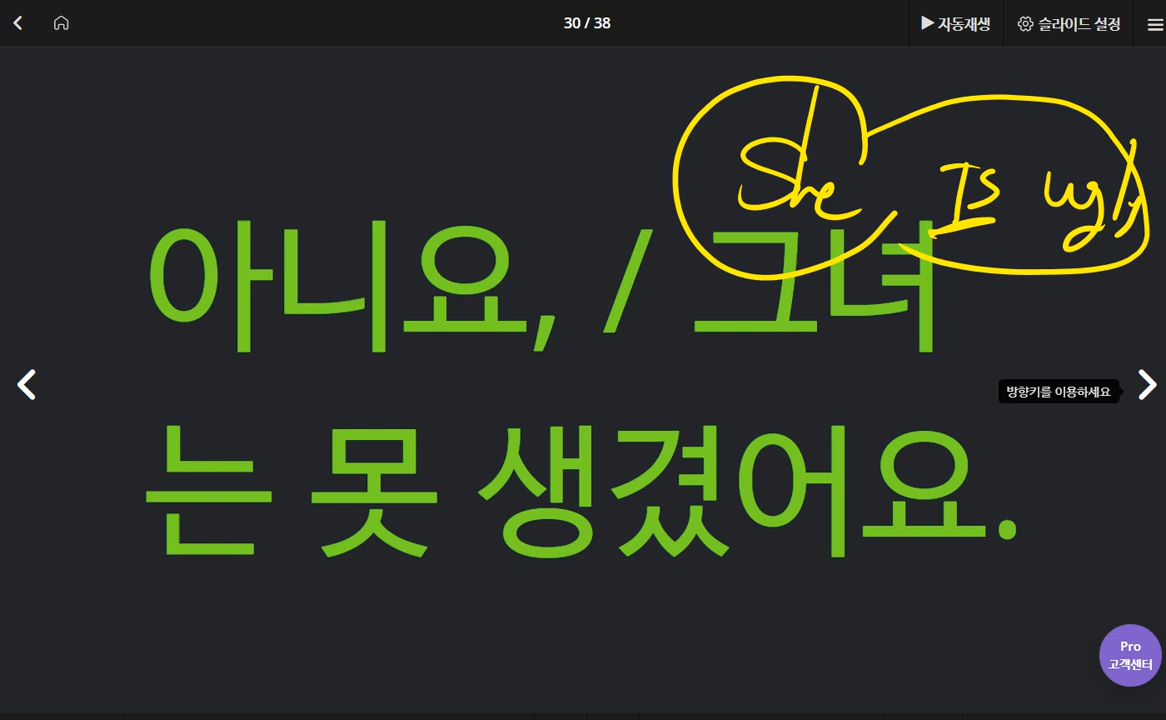 30 / 38
자동재생
슬라이드 설정
She Is ugly
아니요, / 그녀
방향키를 이용하세요
는 못 생겼어요.
Pro
고객센터